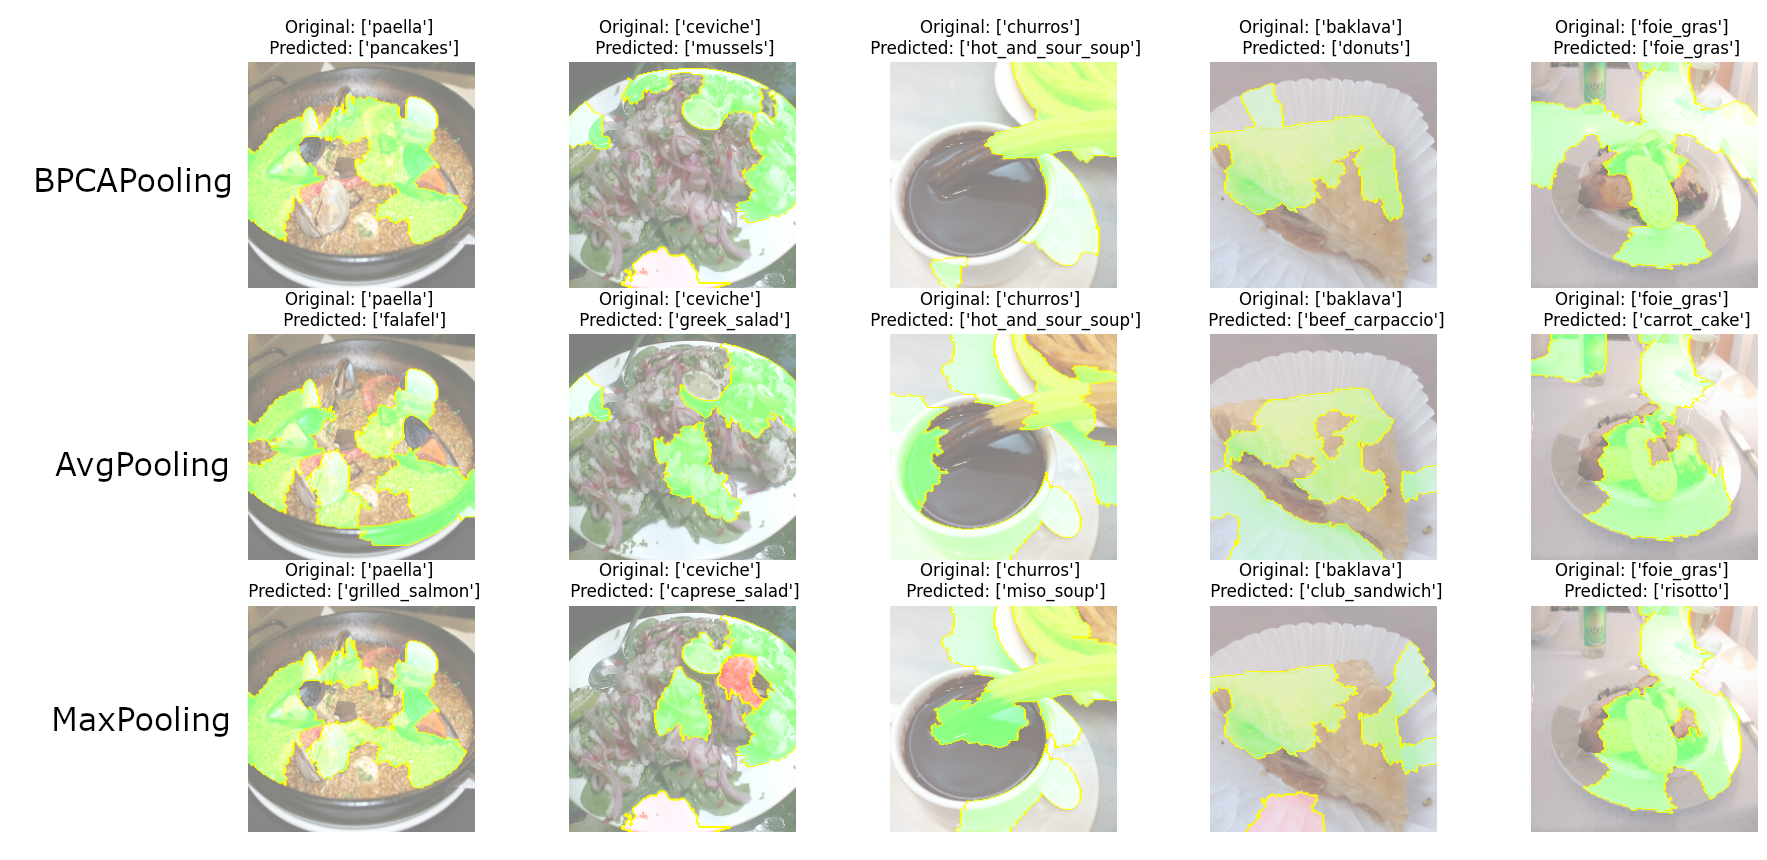 Original: ['paella']
Predicted: ['pancakes']
Original: ['ceviche']
Predicted: ['mussels']
Original: ['churros']
Predicted: ['hot_and_sour_soup']
Original: ['baklava']
Predicted: ['donuts']
Original: ['foie_gras']
Predicted: ['foie_gras']
BPCAPooling
Original: ['paella']
Predicted: ['falafel']
Original: ['ceviche']
Predicted: ['greek_salad']
Original: ['churros']
Predicted: ['hot_and_sour_soup']
Original: ['baklava']
Predicted: ['beef_carpaccio']
Original: ['foie_gras']
Predicted: ['carrot_cake']
AvgPooling
Original: ['paella']
Predicted: ['grilled_salmon']
Original: ['ceviche']
Predicted: ['caprese_salad']
Original: ['churros']
Predicted: ['miso_soup']
Original: ['baklava']
Predicted: ['club_sandwich']
Original: ['foie_gras']
Predicted: ['risotto']
MaxPooling